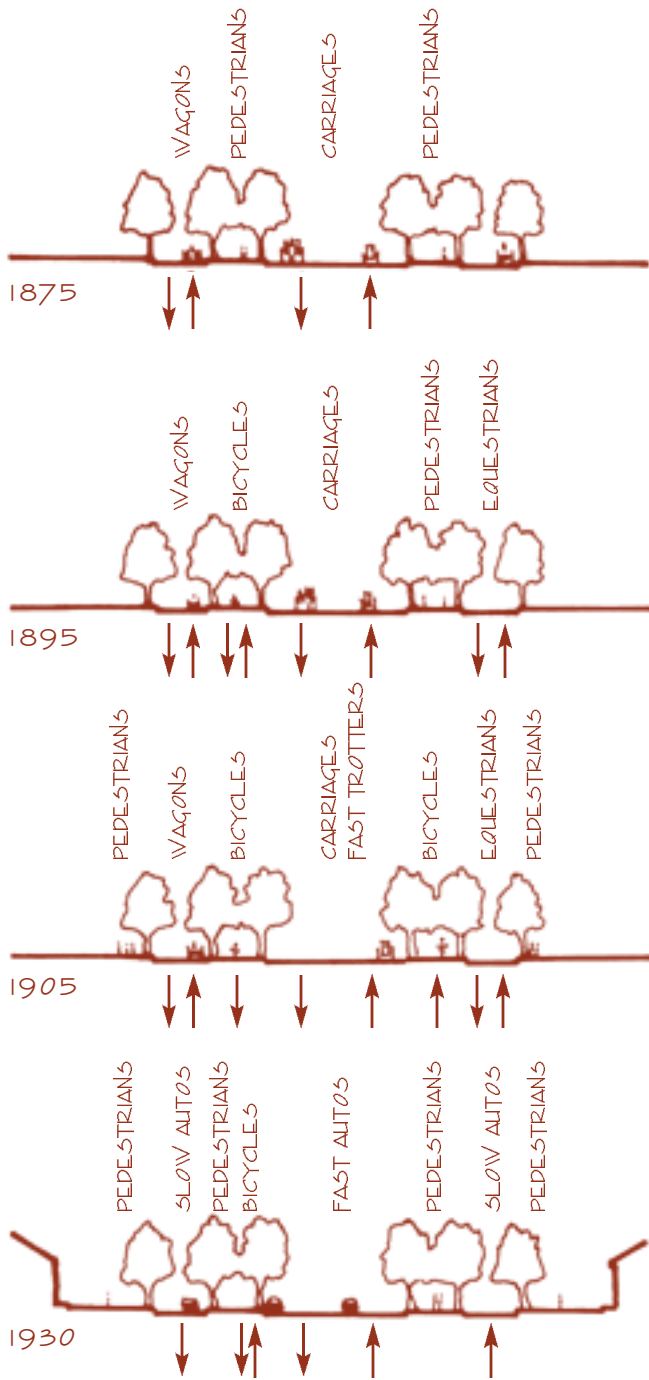 WAGONS
PEDESTRIANS
CARRIAGES
PEDESTRIANS
1875
WAGONS
BICYCLES
CARRIAGES
PEDESTRIANS
EQUESTRIANS
1895
PEDESTRIANS
WAGONS
BICYCLES
CARRIAGES
FAST TROTTERS
BICYCLES
EQUESTRIANS
PEDESTRIANS
1905
PEDESTRIANS
SLOW AUTOS
PEDESTRIANS
BICYCLES
FAST AUTOS
PEDESTRIANS
SLOW AUTOS
PEDESTRIANS
1930